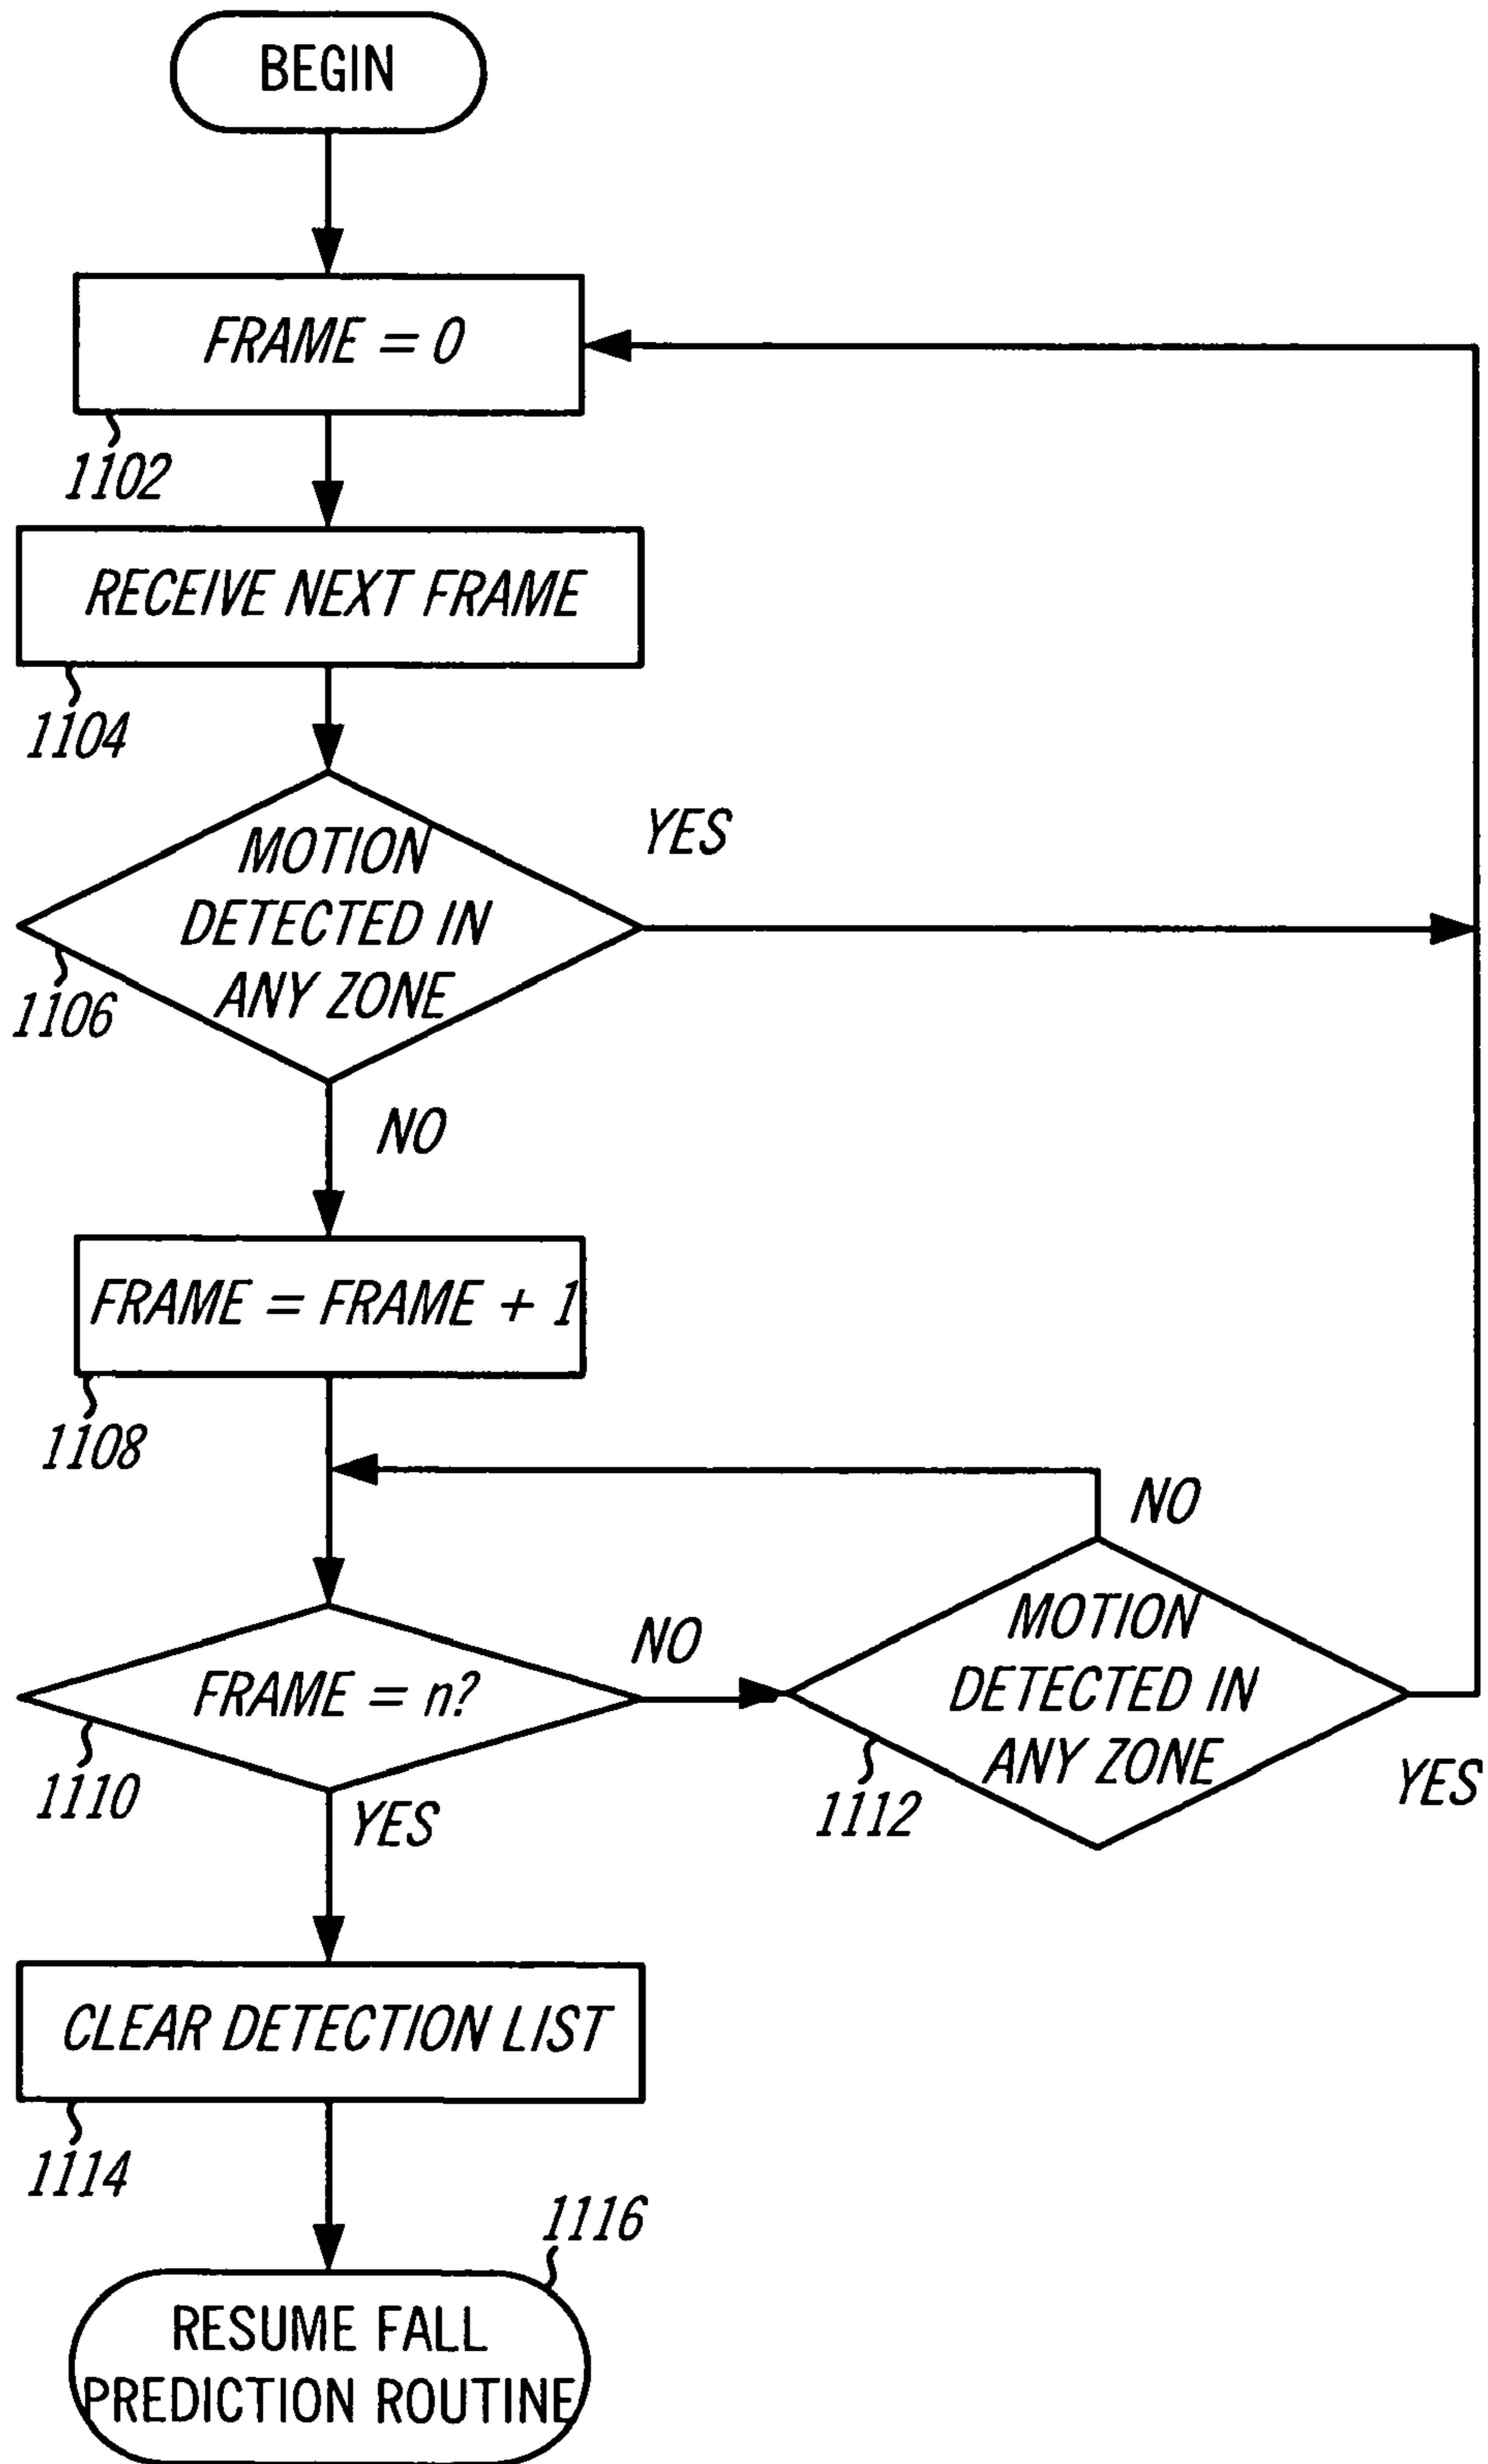 BEGIN
FRAME = 0
1102
RECEIVE NEXT FRAME
1104
MOTION
DETECTED IN
ANY ZONE
YES
1106
NO
FRAME = FRAME + 1
1108
NO
FRAME = n?
NO
1110
YES
MOTION
DETECTED IN
ANY ZONE
1112
YES
CLEAR DETECTION LIST
1114
1116
RESUME FALL
PREDICTION ROUTINE